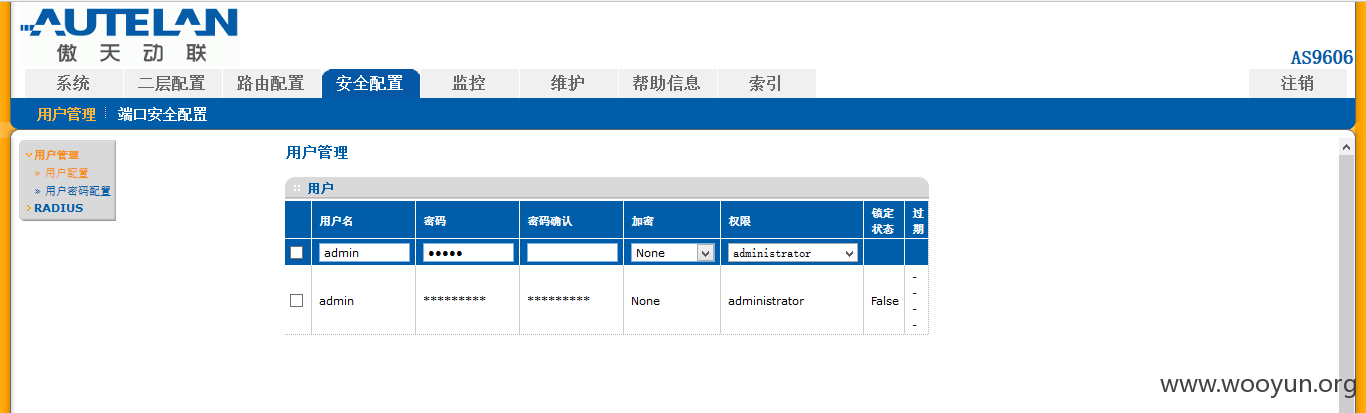 AUTELAN
傲天动联
AS9606
系统 二层配置 路由配置 安全配置 监控 维护 帮助信息 索引 注销
用户管理 端口安全配置
用户管理
» 用户配置
» 用户密码配置
RADIUS
用户管理
用户
用户名 密码 密码确认 加密 权限 锁定状态 过期
admin ●●●●● None administrator
admin ********* ********* None administrator False - - - -
www.wooyun.org